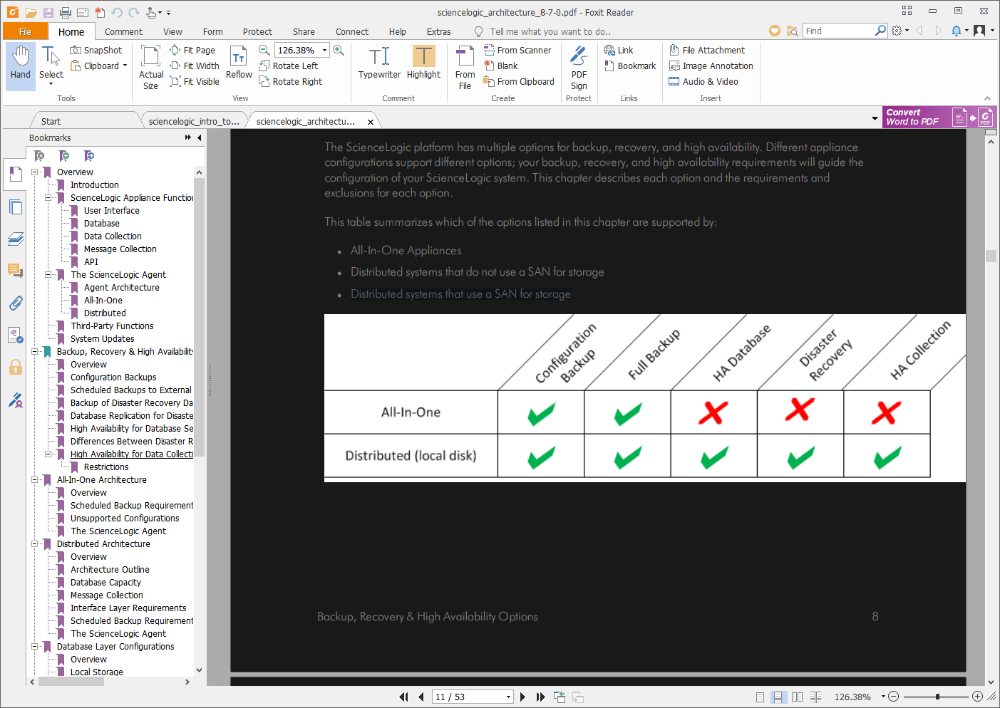 sciencelogic_architecture_8-7-0.pdf - Foxit Reader
File Home Comment View Form Protect Share Connect Help Extras Tell me what you want to do.. Find
Hand
Select
SnapShot
Clipboard
Tools
Actual Size
Fit Page
Fit Width
Fit Visible
Reflow
126.38%
Rotate Left
Rotate Right
View
Typewriter
Highlight
Comment
From File
From Scanner
Blank
From Clipboard
Create
PDF Sign
Protect
Link
Bookmark
Links
File Attachment
Image Annotation
Audio & Video
Insert
Start sciencelogic_intro_to... sciencelogic_architectu...
Convert
Word to PDF
PDF
Bookmarks
Overview
Introduction
ScienceLogic Appliance Function
User Interface
Database
Data Collection
Message Collection
API
The ScienceLogic Agent
Agent Architecture
All-In-One
Distributed
Third-Party Functions
System Updates
Backup, Recovery & High Availability
Overview
Configuration Backups
Scheduled Backups to External
Backup of Disaster Recovery Da
Database Replication for Disaste
High Availability for Database Se
Differences Between Disaster R
High Availability for Data Collecti
Restrictions
All-In-One Architecture
Overview
Scheduled Backup Requirement
Unsupported Configurations
The ScienceLogic Agent
Distributed Architecture
Overview
Architecture Outline
Database Capacity
Message Collection
Interface Layer Requirements
Scheduled Backup Requirement
The ScienceLogic Agent
Database Layer Configurations
Overview
Local Storage
The ScienceLogic platform has multiple options for backup, recovery, and high availability. Different appliance
configurations support different options; your backup, recovery, and high availability requirements will guide the
configuration of your ScienceLogic system. This chapter describes each option and the requirements and
exclusions for each option.
This table summarizes which of the options listed in this chapter are supported by:
• All-In-One Appliances
• Distributed systems that do not use a SAN for storage
• Distributed systems that use a SAN for storage
Configuration Backup
Full Backup
HA Database
Disaster Recovery
HA Collection
All-In-One
Distributed (local disk)
Backup, Recovery & High Availability Options 8
11 / 53
126.38%